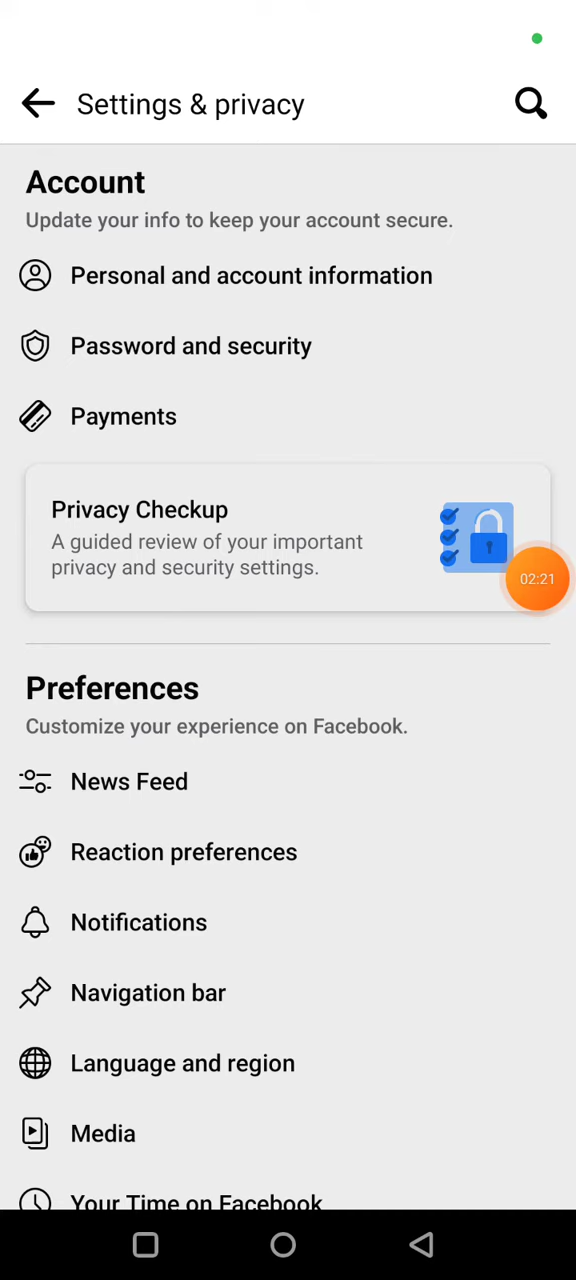 Settings & privacy
Account
Update your info to keep your account secure.
Personal and account information
Password and security
Payments
Privacy Checkup
A guided review of your important
privacy and security settings.
02:21
Preferences
Customize your experience on Facebook.
News Feed
Reaction preferences
Notifications
Navigation bar
Language and region
Media
Your Time on Facebook